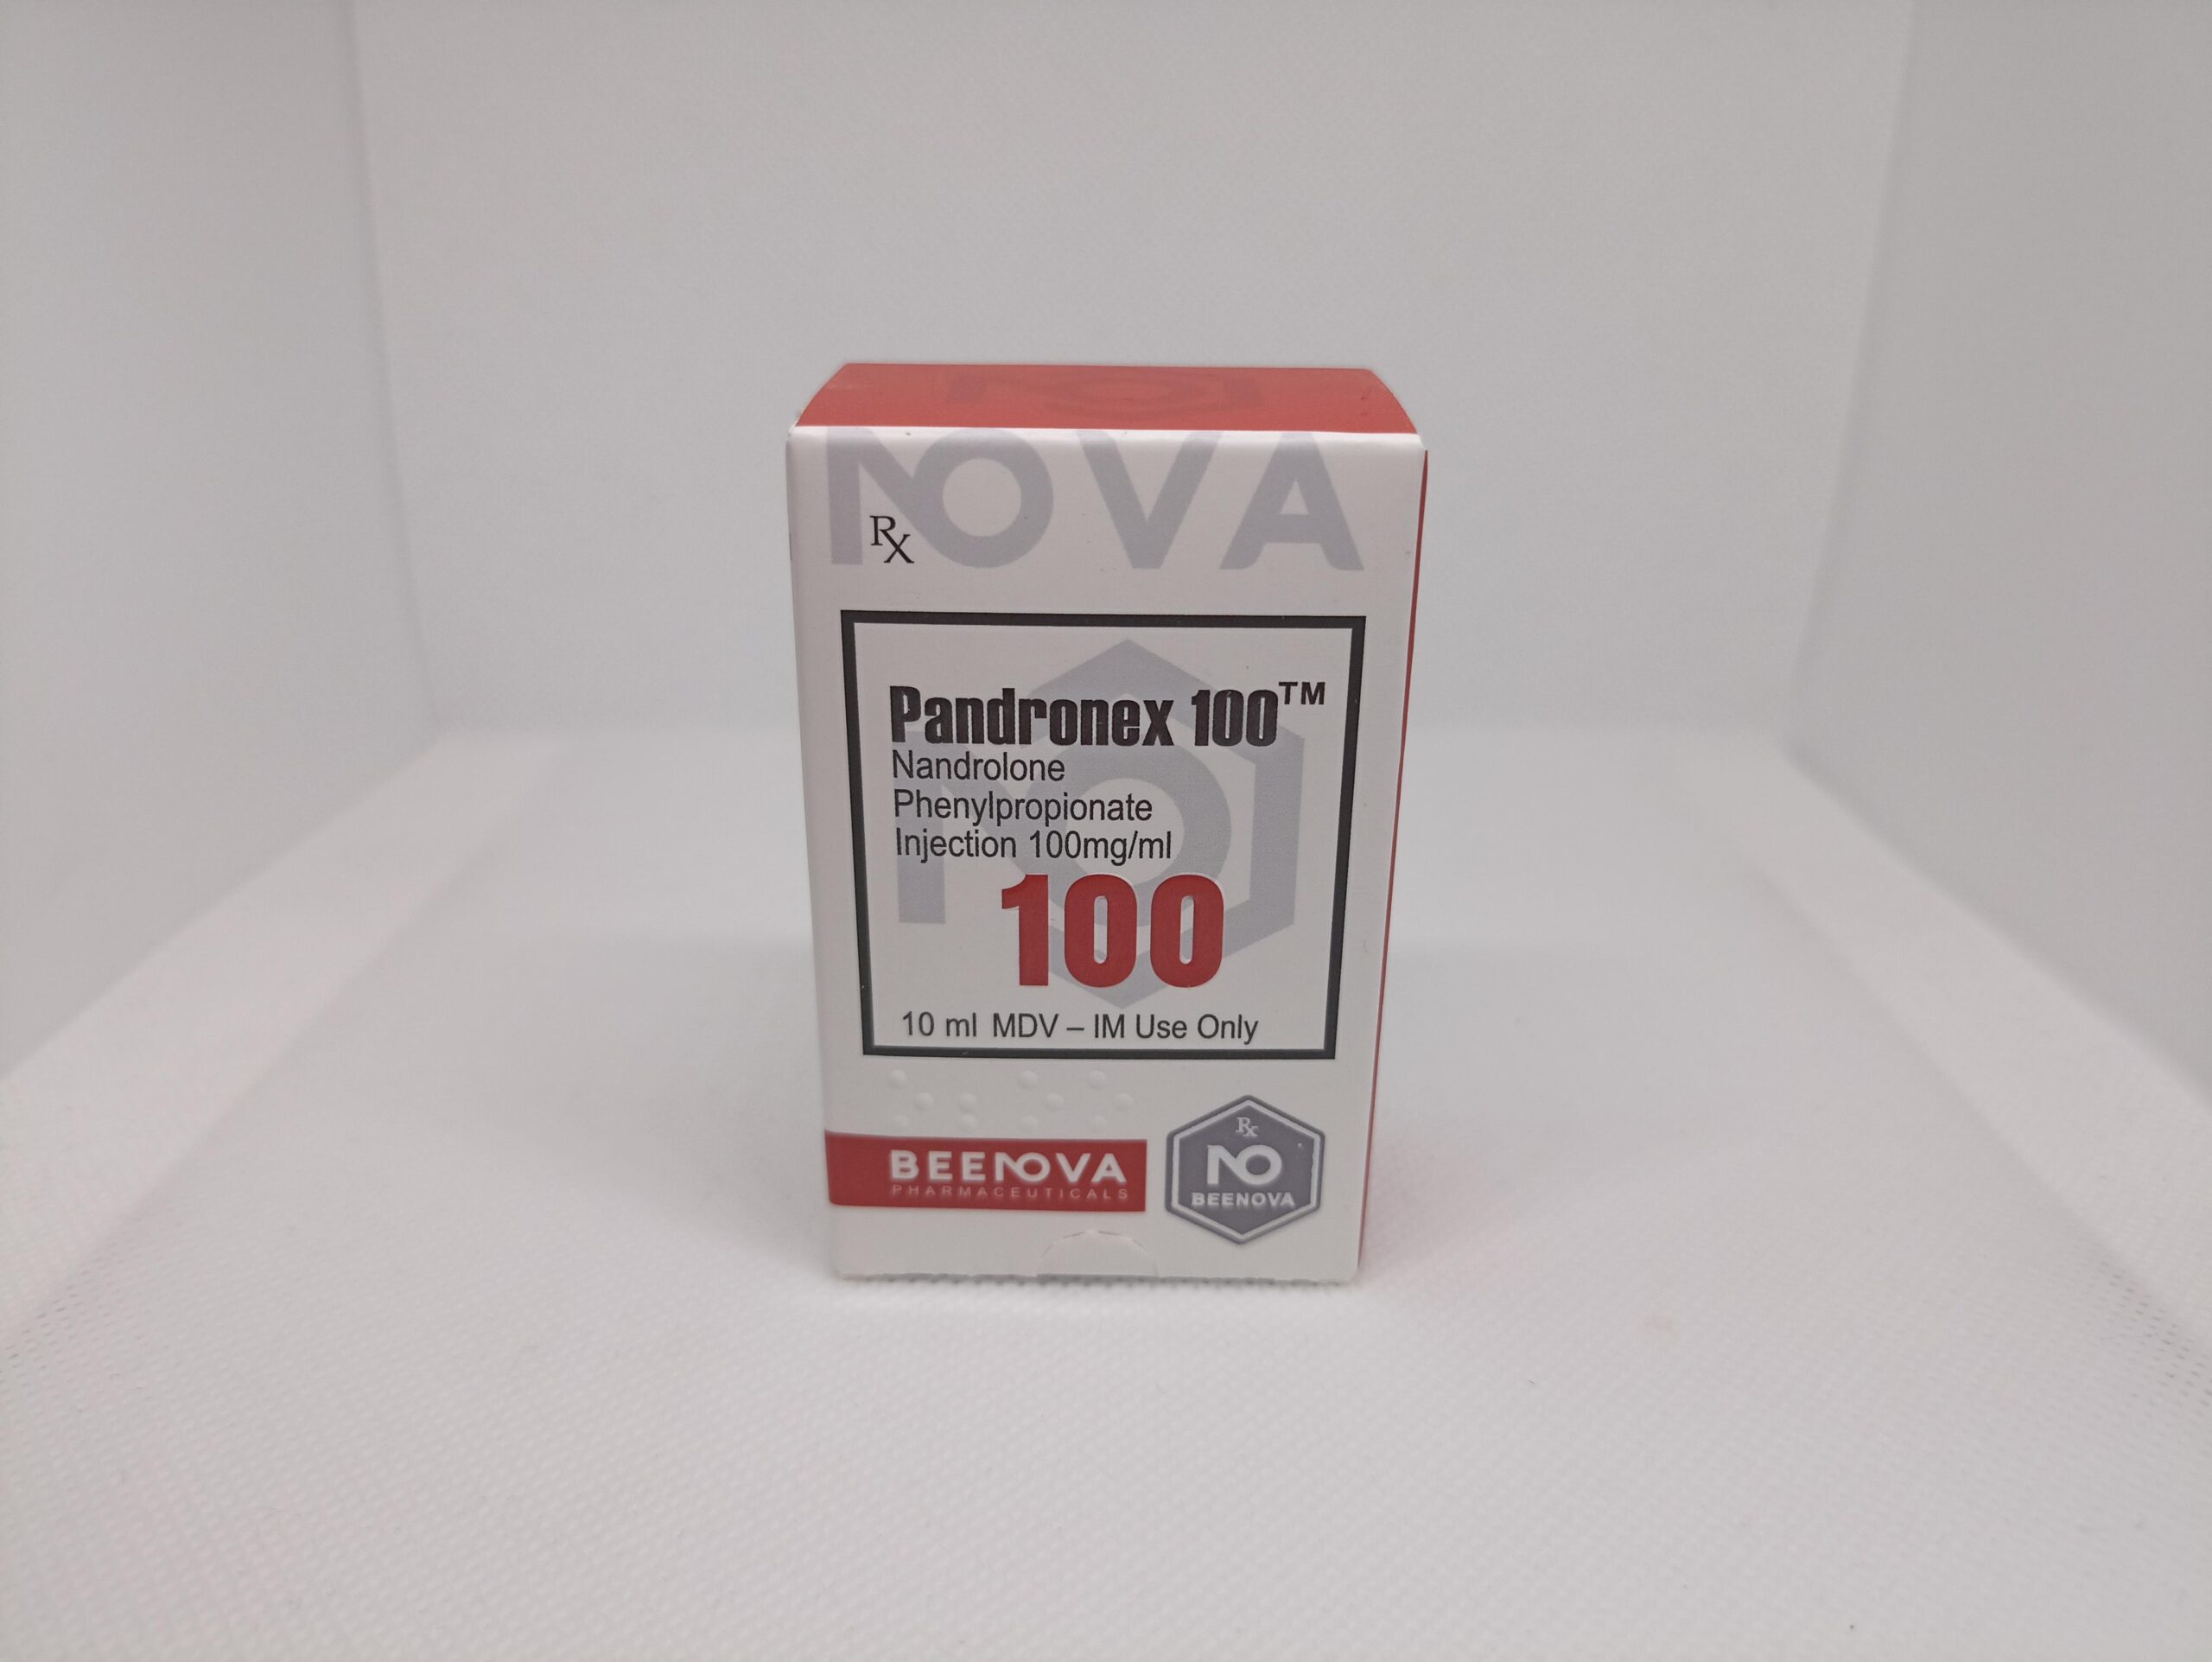 NOVA
Rx
Pandronex 100™
Nandrolone
Phenylpropionate
Injection 100mg/ml
100
10 ml MDV – IM Use Only
BEENOVA
PHARMACEUTICALS
Rx
NO
BEENOVA